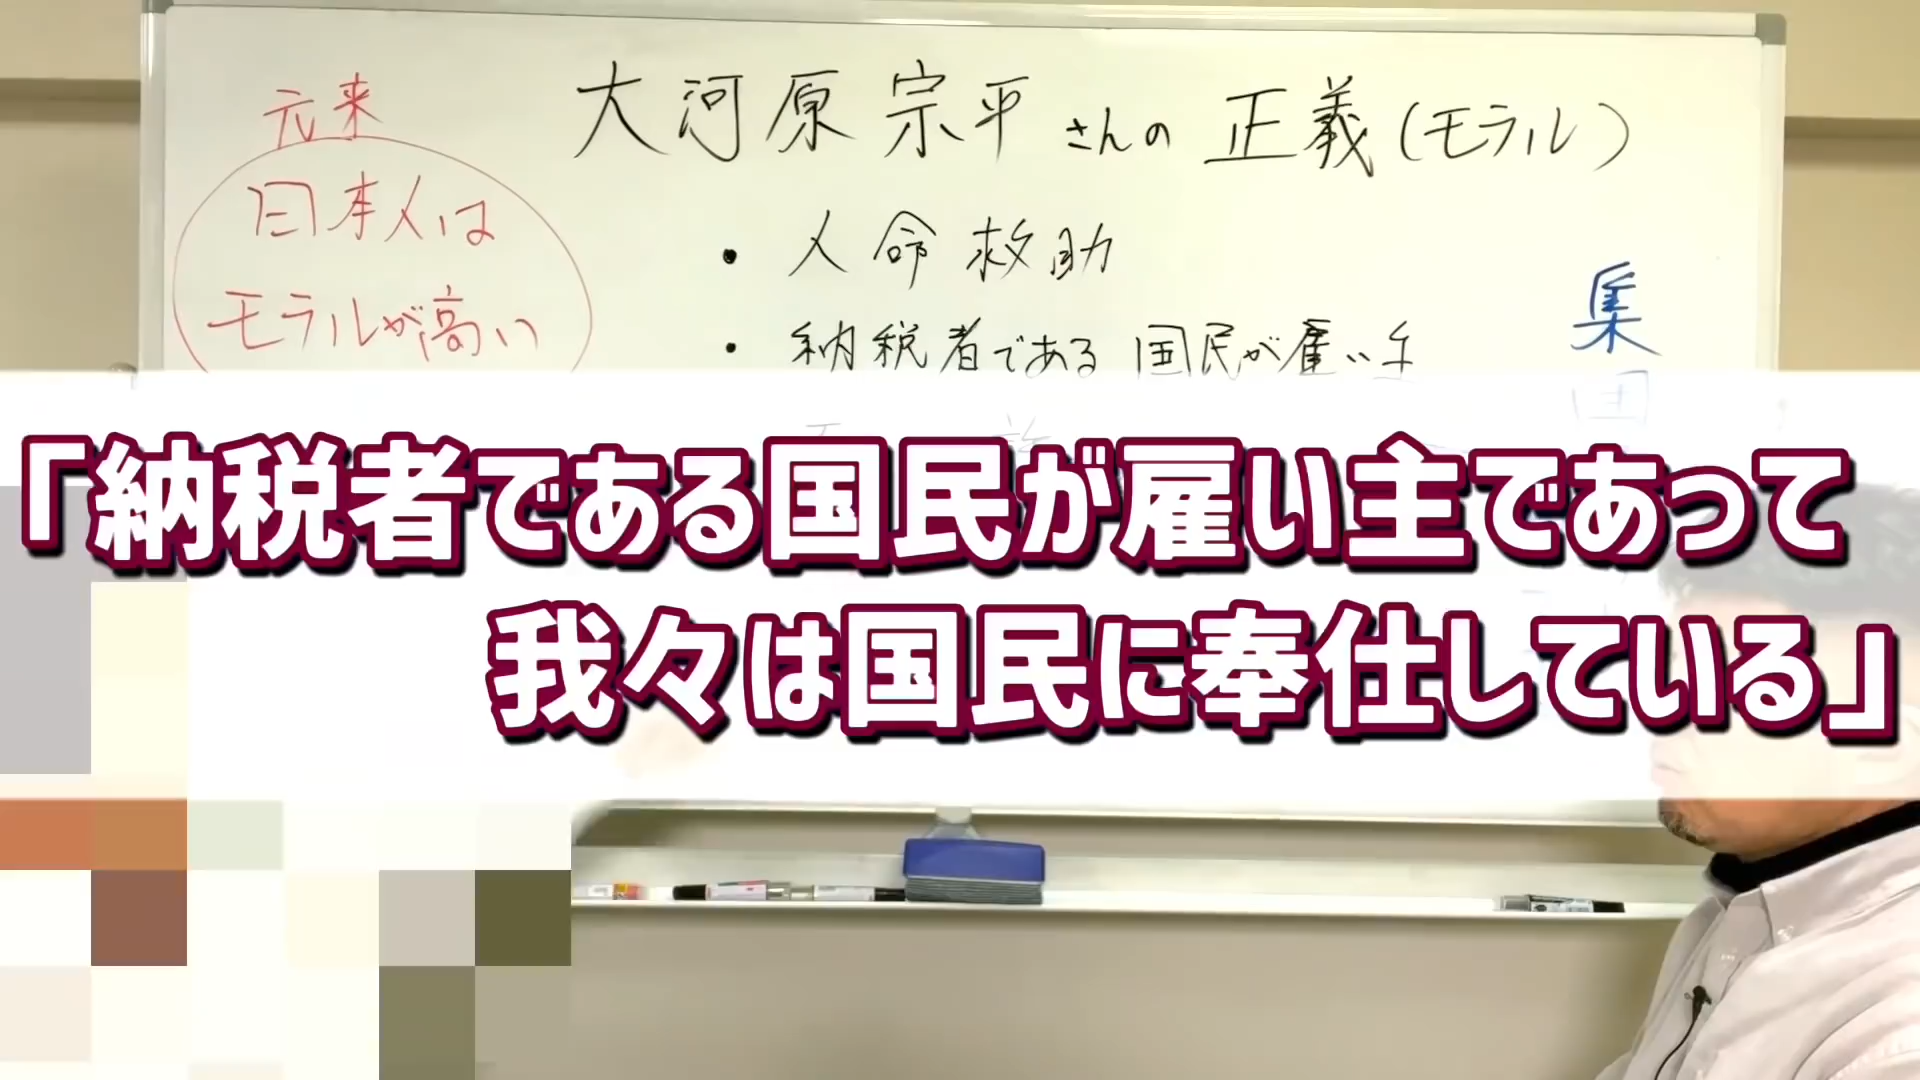 大河原宗平さんの正義(モラル)
元来
日本人は
モラルが高い
・人命救助
・納税者である国民が雇い主
集団
「納税者である国民が雇い主であって
我々は国民に奉仕している」